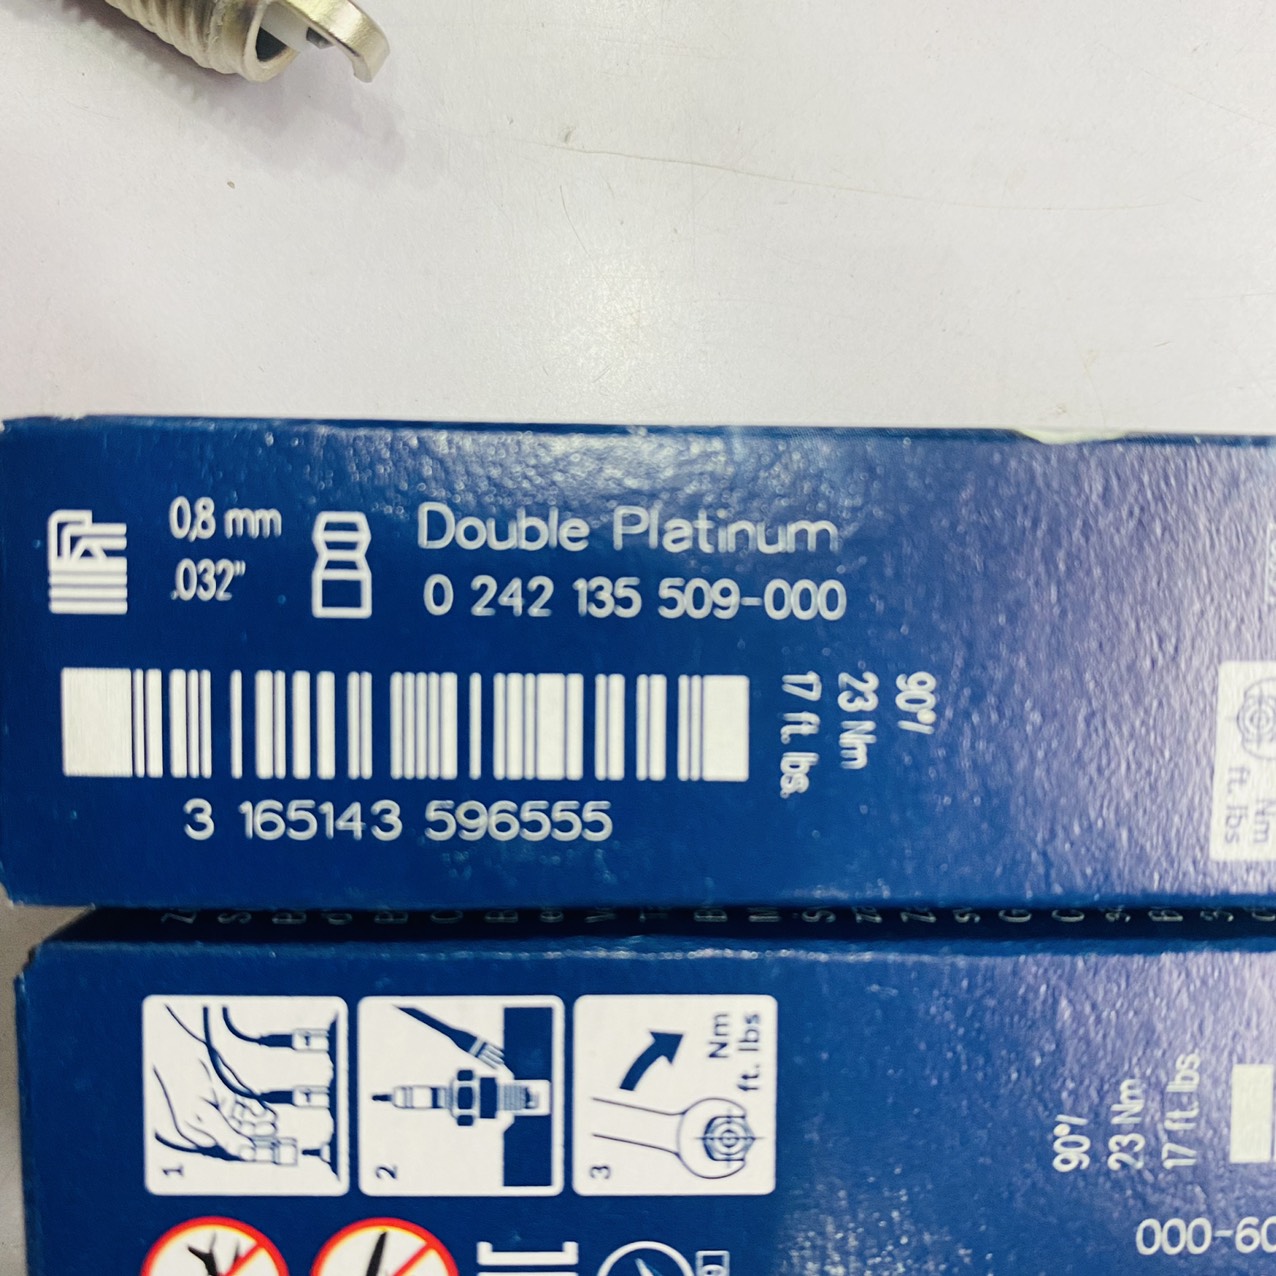 0,8 mm
.032"
Double Platinum
0 242 135 509-000
90°/
23 Nm
17 ft. lbs.
3 165143 596555
Nm
ft. lbs
1
2
3
Nm
ft. lbs
90°/
23 Nm
17 ft. lbs
000-60